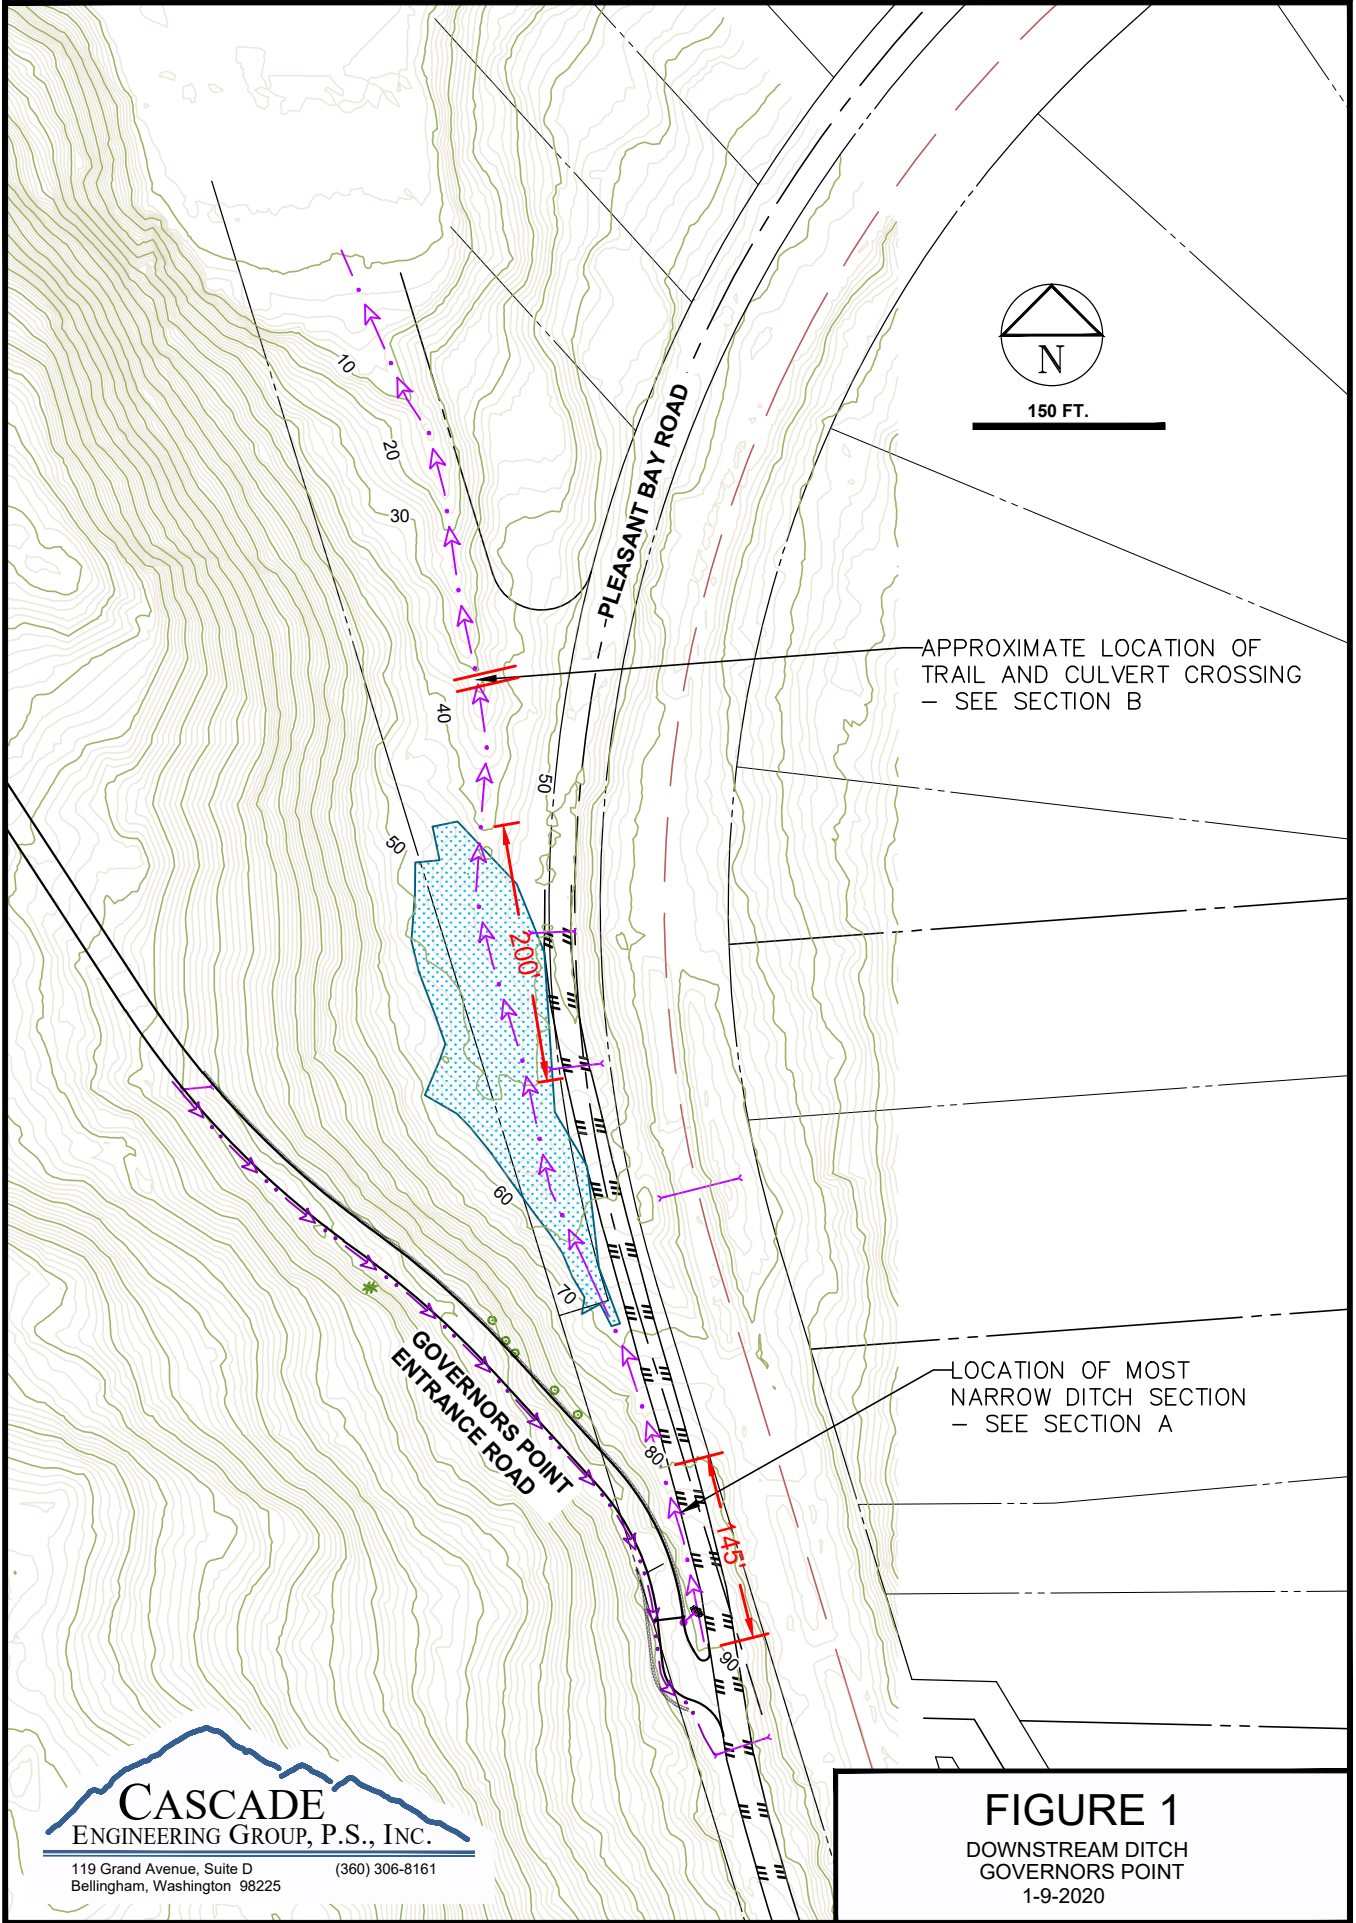 10
20
30
40
50
50
60
70
80
90
PLEASANT BAY ROAD
N
150 FT.
APPROXIMATE LOCATION OF
TRAIL AND CULVERT CROSSING
– SEE SECTION B
200'
LOCATION OF MOST
NARROW DITCH SECTION
– SEE SECTION A
145'
GOVERNORS POINT
ENTRANCE ROAD
CASCADE
ENGINEERING GROUP, P.S., INC.
119 Grand Avenue, Suite D (360) 306-8161
Bellingham, Washington 98225
FIGURE 1
DOWNSTREAM DITCH
GOVERNORS POINT
1-9-2020